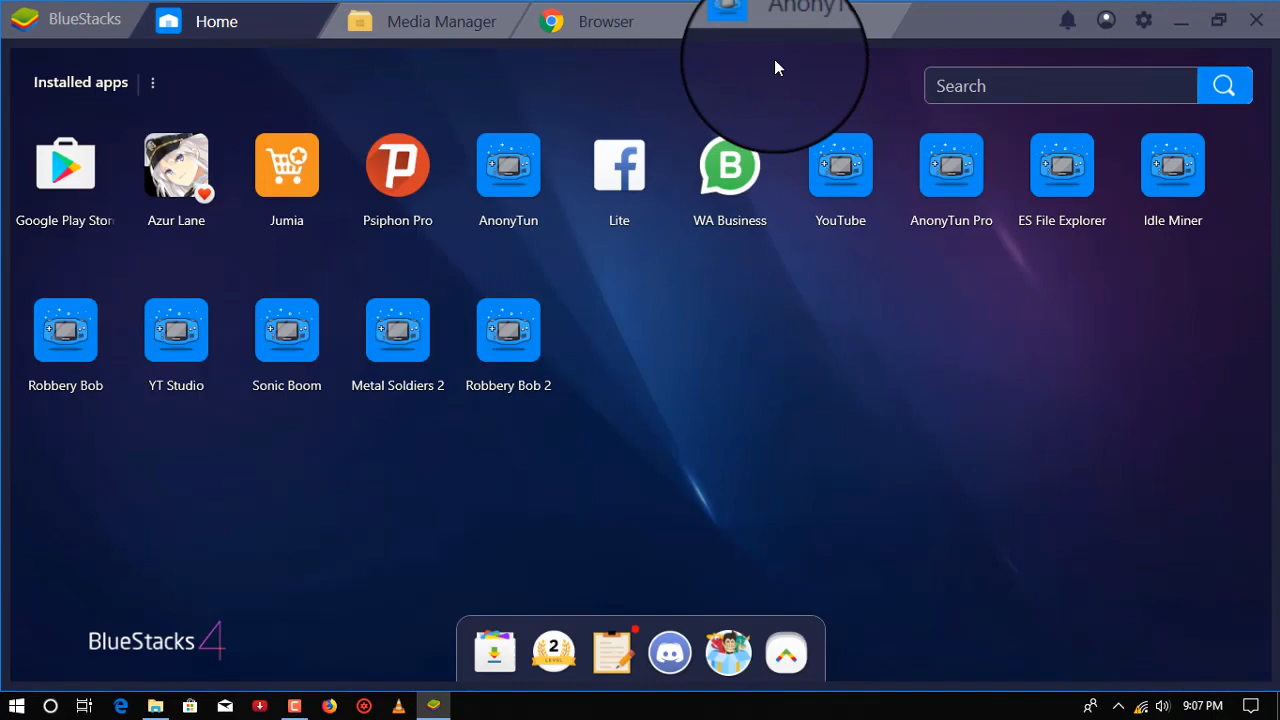 BlueStacks
Home
Media Manager
Browser
Installed apps
Search
Google Play Stor
Azur Lane
Jumia
Psiphon Pro
AnonyTun
Lite
WA Business
YouTube
AnonyTun Pro
ES File Explorer
Idle Miner
Robbery Bob
YT Studio
Sonic Boom
Metal Soldiers 2
Robbery Bob 2
BlueStacks 4
2
LEVEL
9:07 PM